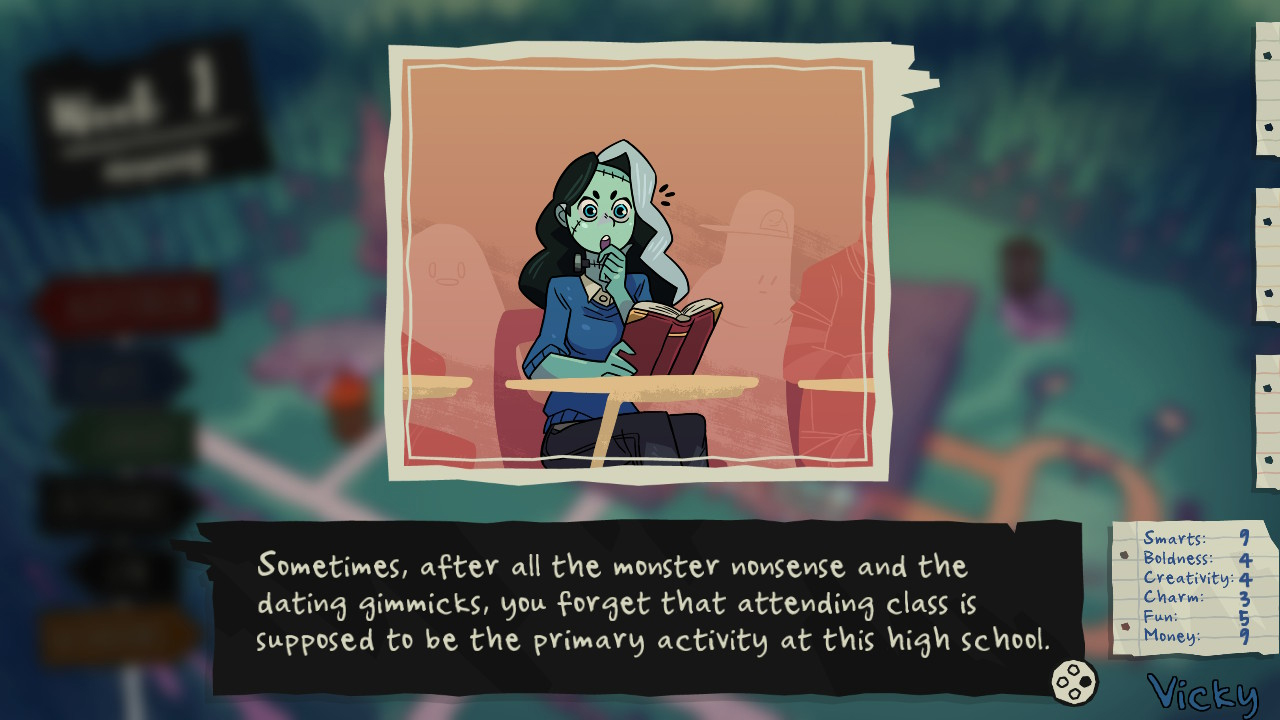 Week 1
Sometimes, after all the monster nonsense and the
dating gimmicks, you forget that attending class is
supposed to be the primary activity at this high school.
Smarts: 9
Boldness: 4
Creativity: 4
Charm: 3
Fun: 5
Money: 9
Vicky